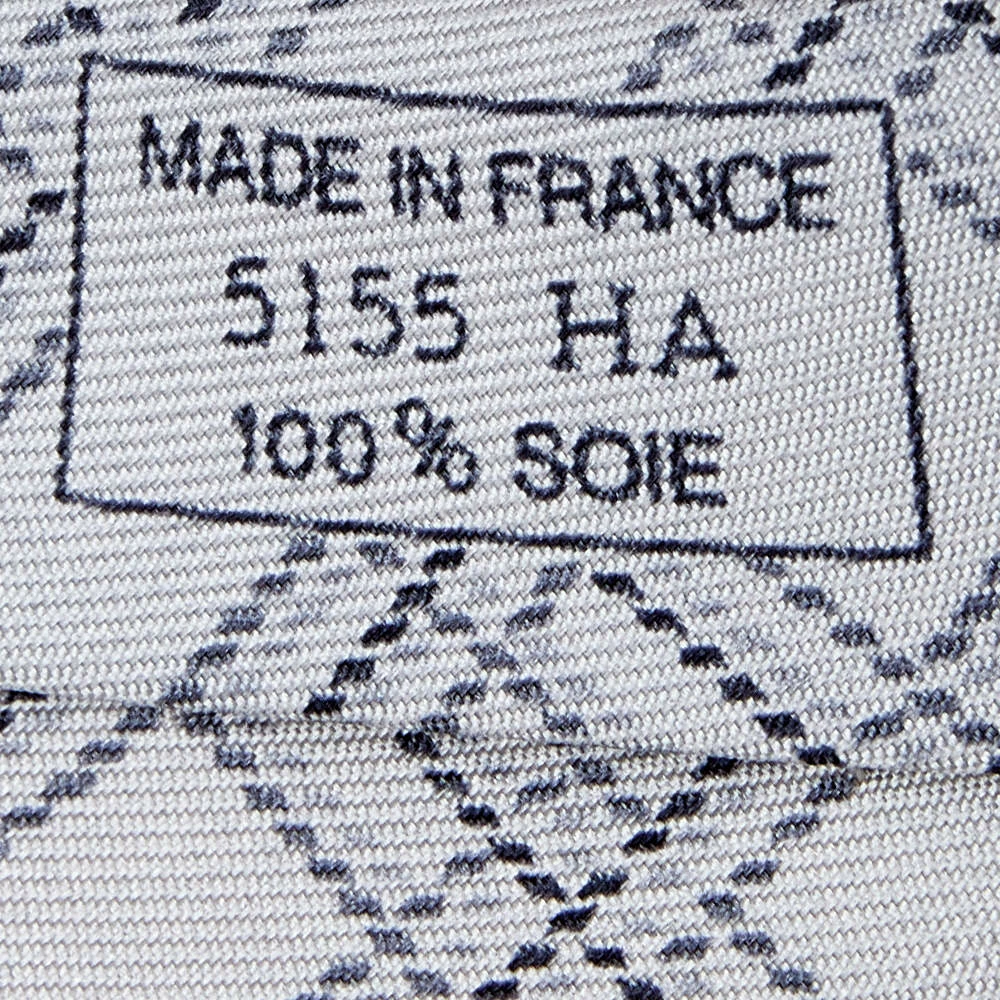 MADE IN FRANCE
5155 HA
100% SOIE